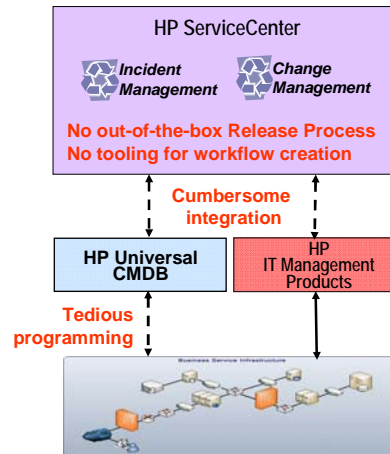 HP ServiceCenter
Incident
Management
Change
Management
No out-of-the-box Release Process
No tooling for workflow creation
Cumbersome
integration
HP Universal
CMDB
HP
IT Management
Products
Tedious
programming
Business Service Infrastructure